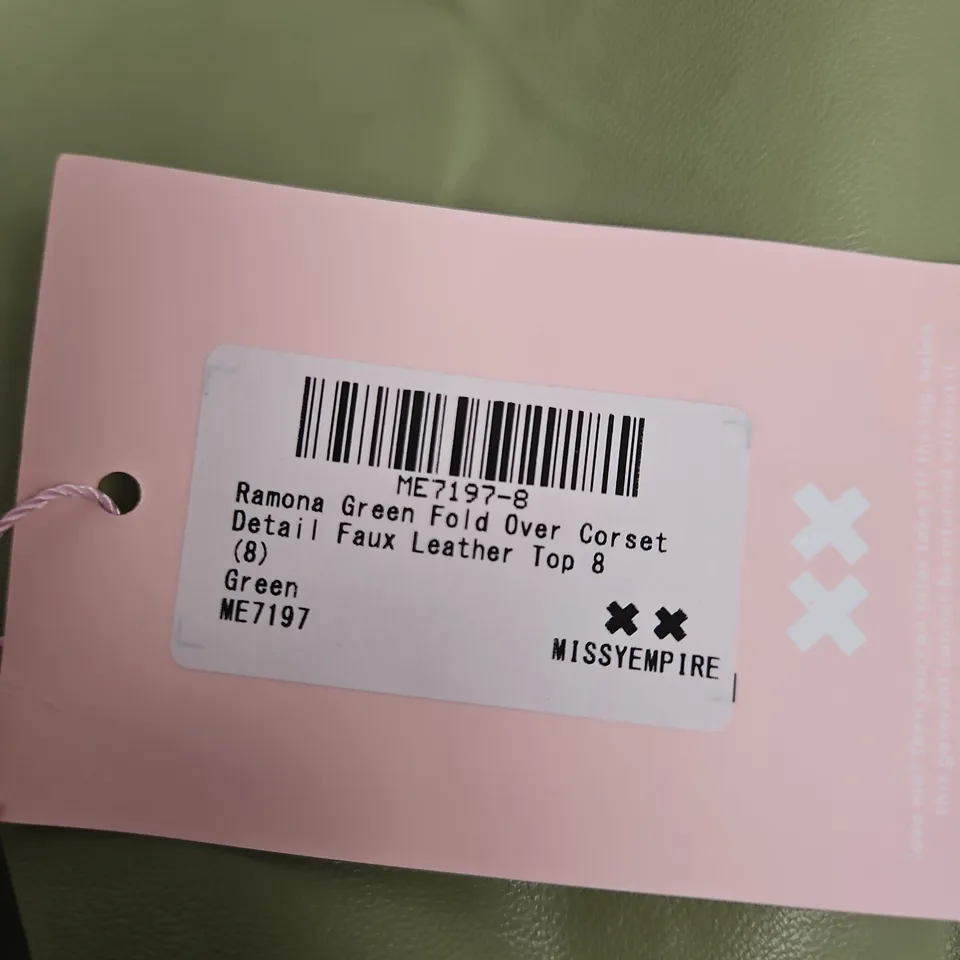 ME7197-8
Ramona Green Fold Over Corset
Detail Faux Leather Top 8
(8)
Green
ME7197
MISSYEMPIRE